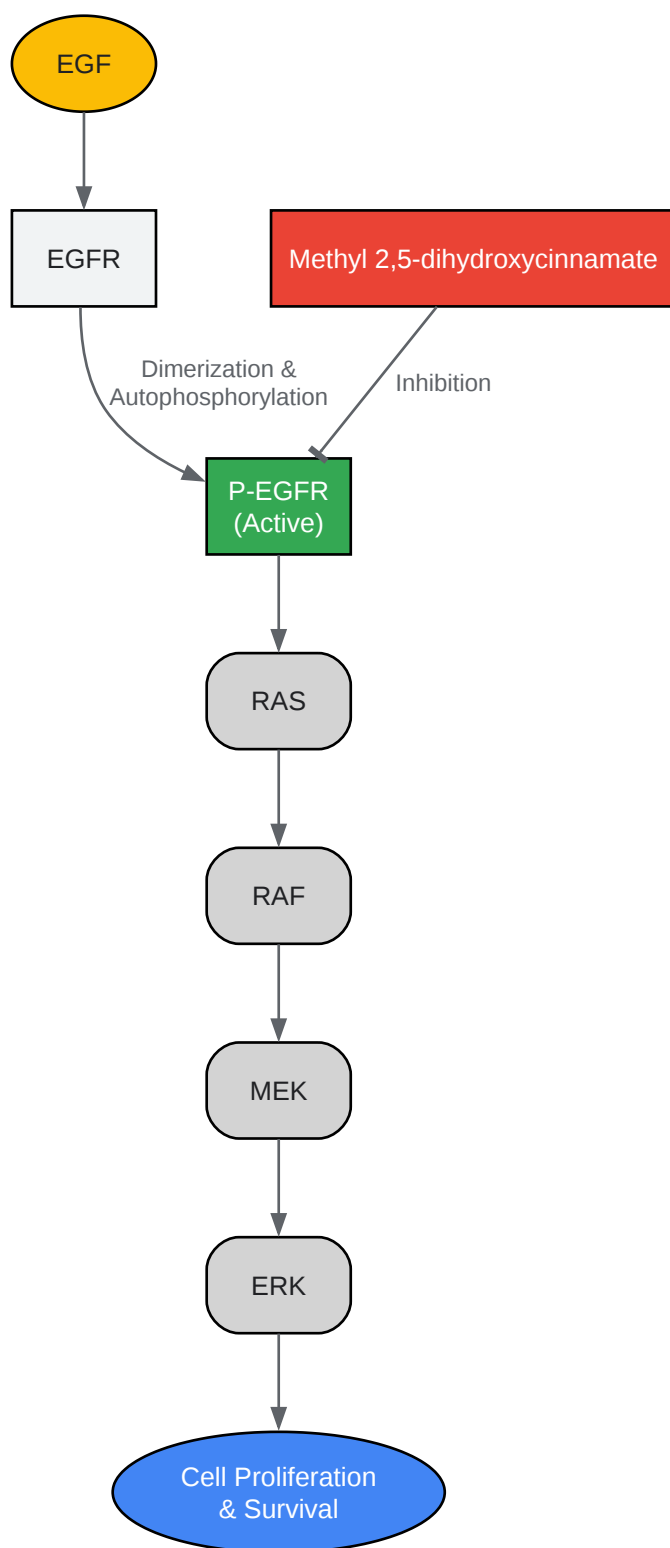 EGF
EGFR
Methyl 2,5-dihydroxycinnamate
Dimerization &
Autophosphorylation
Inhibition
P-EGFR
(Active)
RAS
RAF
MEK
ERK
Cell Proliferation
& Survival